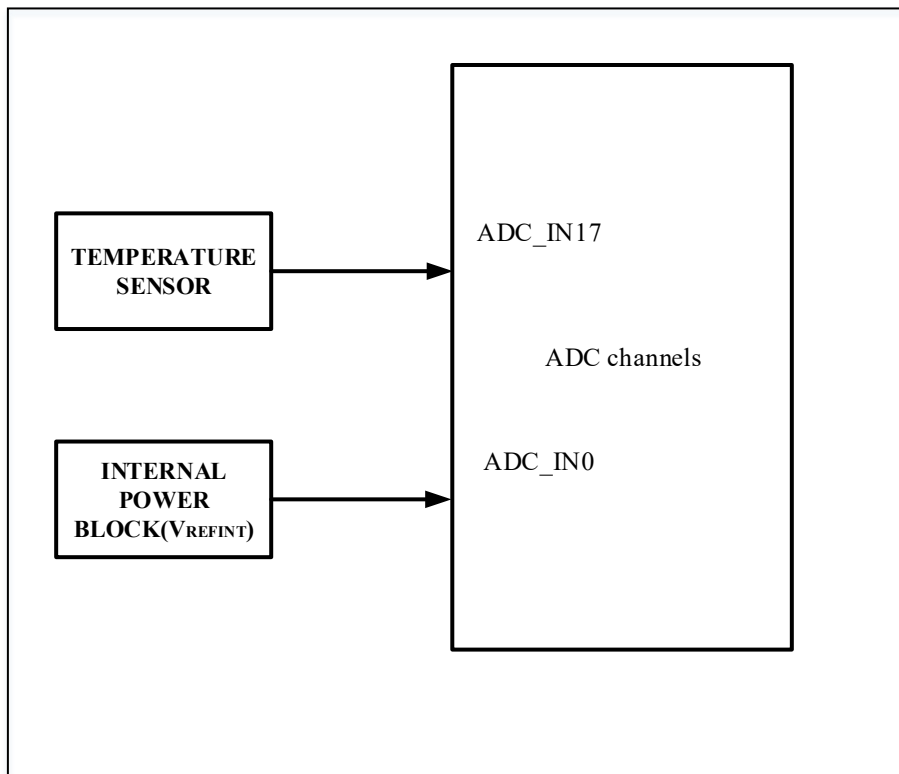 ADC_IN17
TEMPERATURE
SENSOR
ADC channels
ADC_IN0
INTERNAL
POWER
BLOCK(VREFINT)